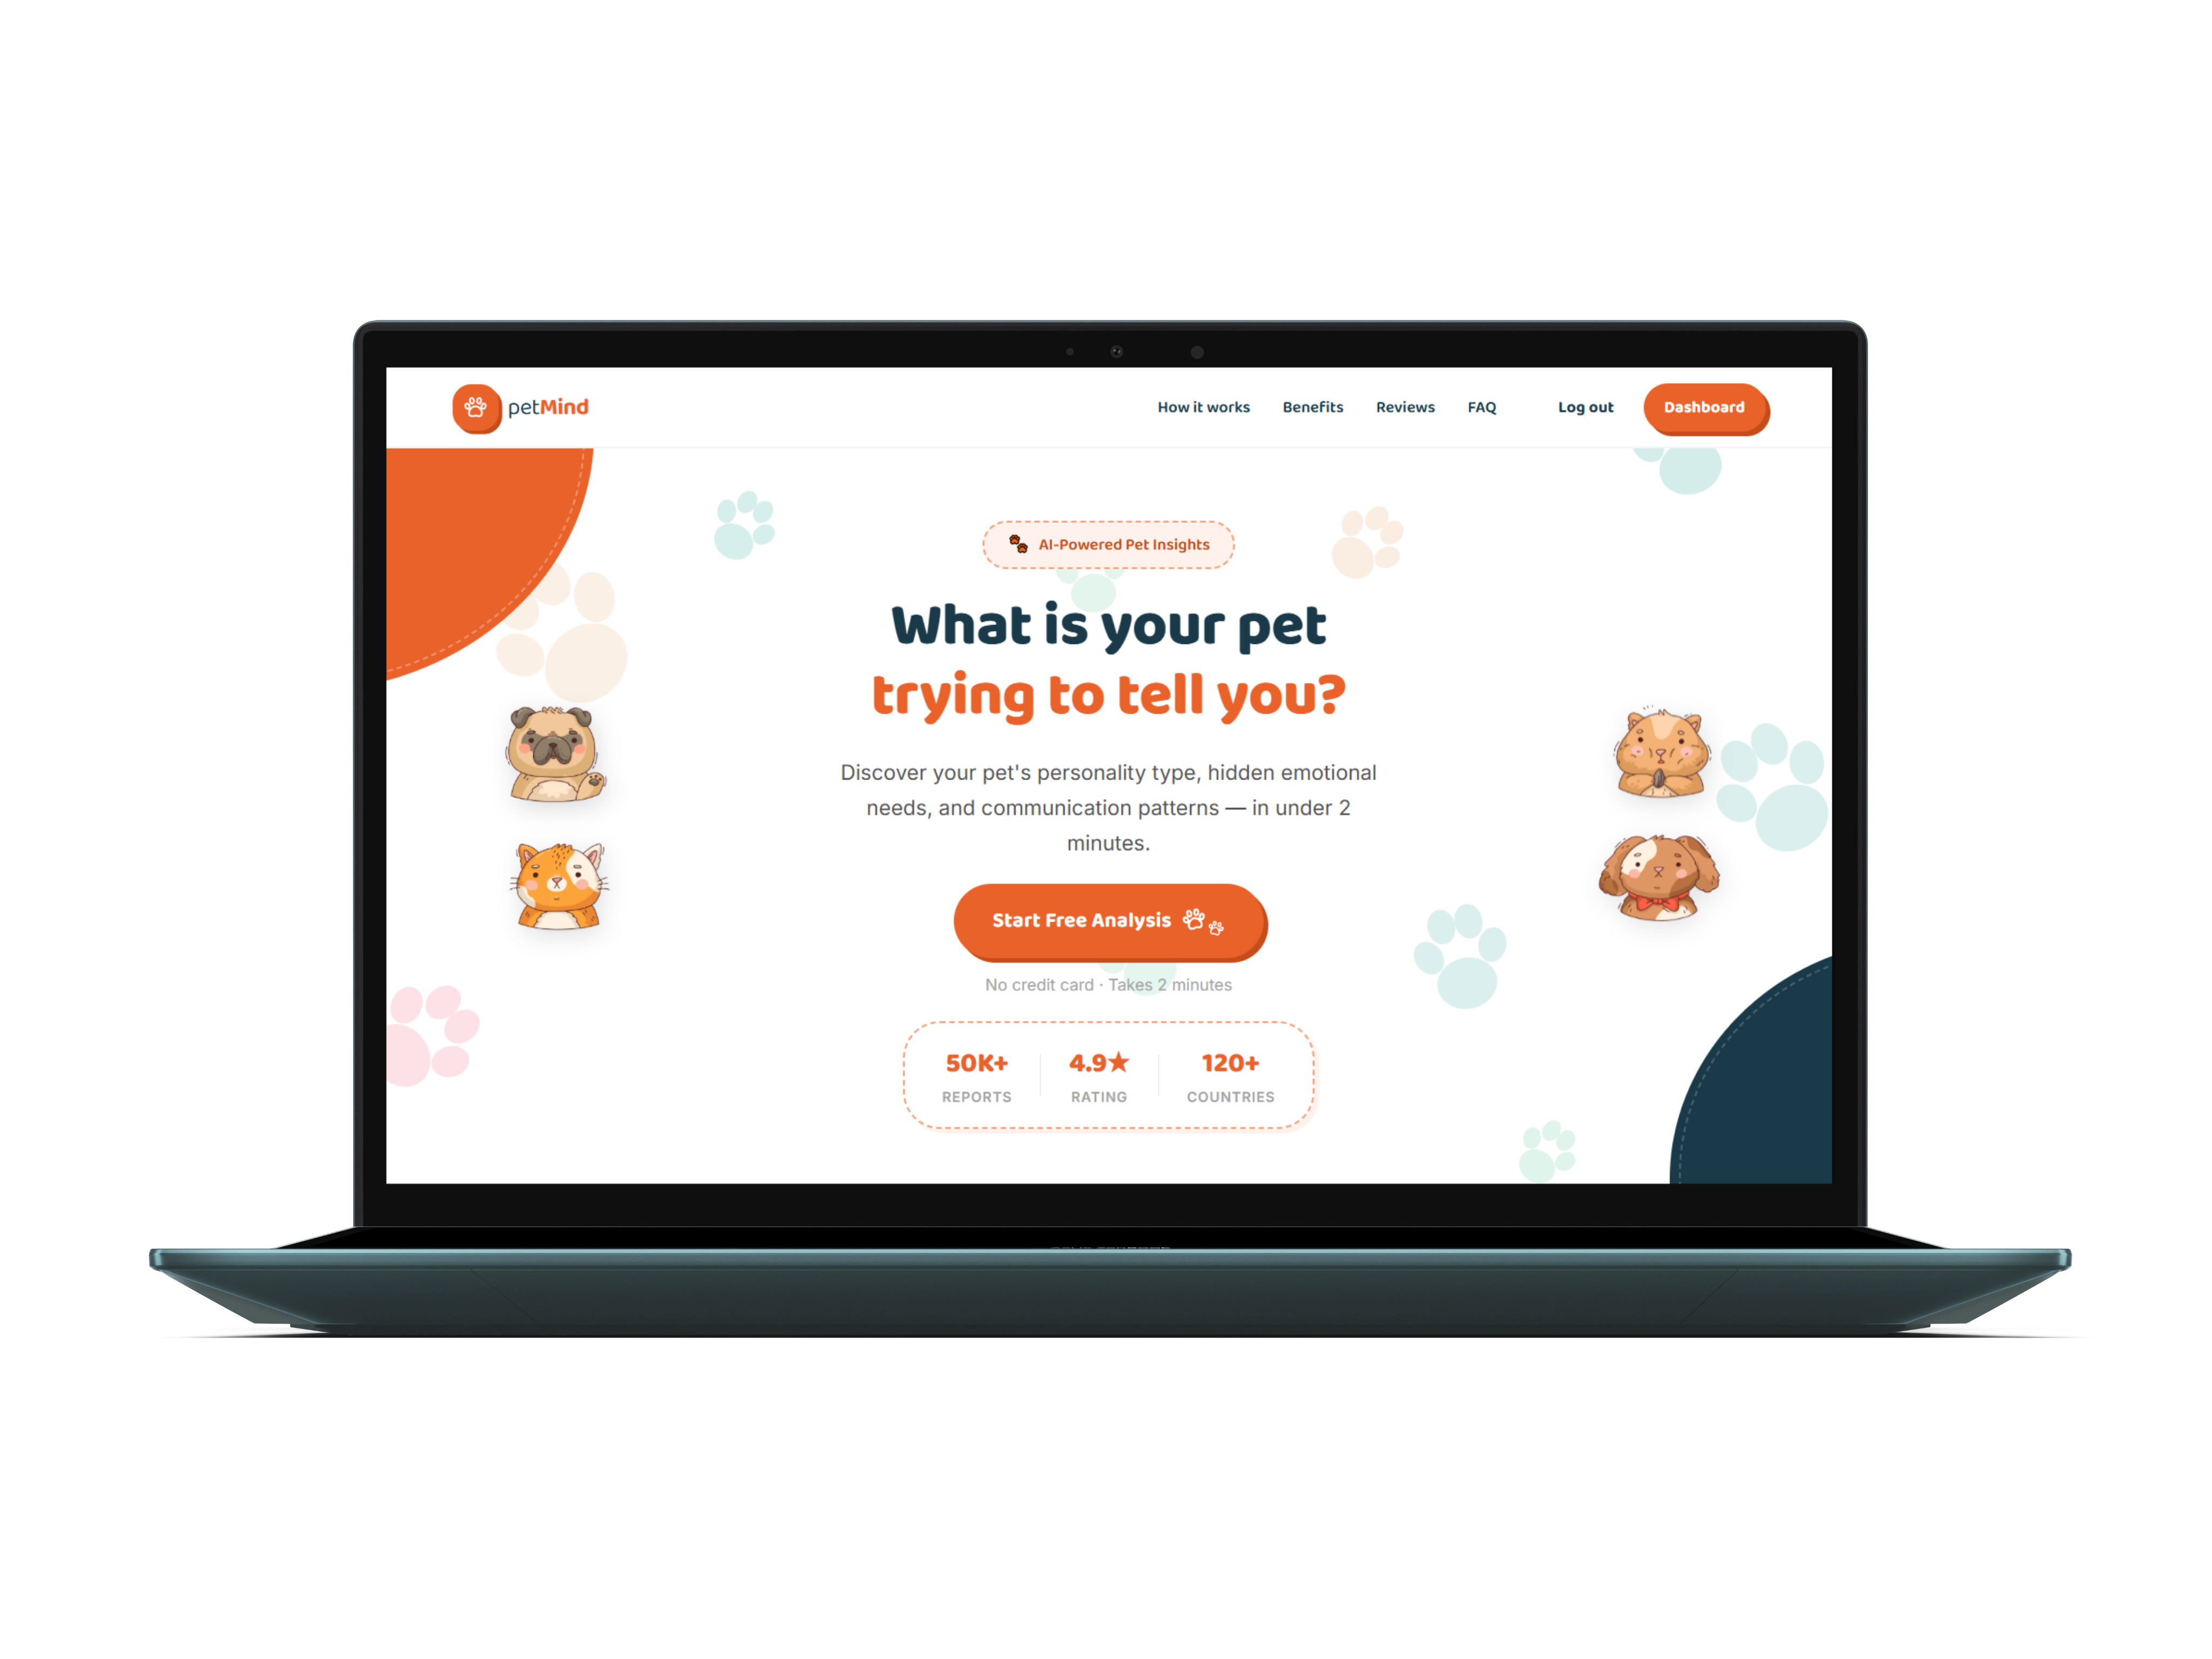 petMind
How it works Benefits Reviews FAQ Log out Dashboard
AI-Powered Pet Insights
What is your pet
trying to tell you?
Discover your pet's personality type, hidden emotional
needs, and communication patterns — in under 2
minutes.
Start Free Analysis
No credit card · Takes 2 minutes
50K+ 4.9★ 120+
REPORTS RATING COUNTRIES